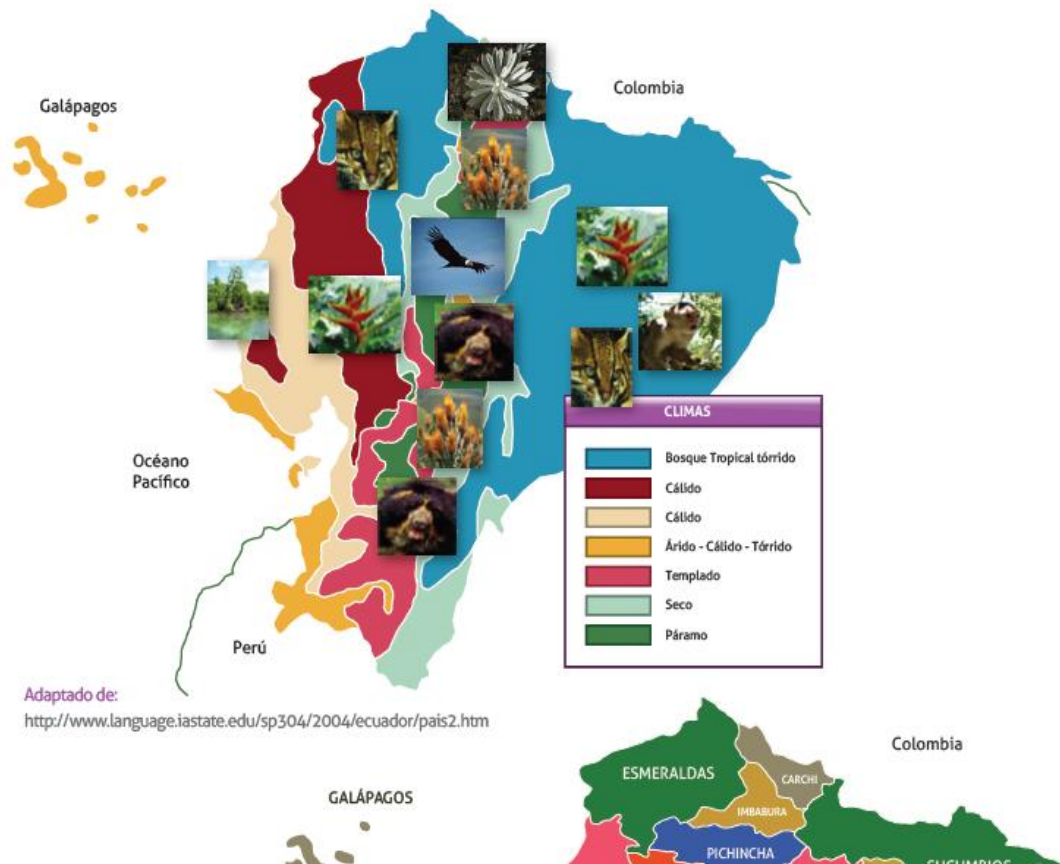 Colombia
Galápagos
CLIMAS
Bosque Tropical tórrido
Océano
Pacífico
Cálido
Cálido
Árido - Cálido - Tórrido
Templado
Seco
Páramo
Perú
Adaptado de:
http://www.language.iastate.edu/sp304/2004/ecuador/pais2.htm
Colombia
ESMERALDAS
CARCHI
GALÁPAGOS
IMBABURA
PICHINCHA
SUCUMBIOS